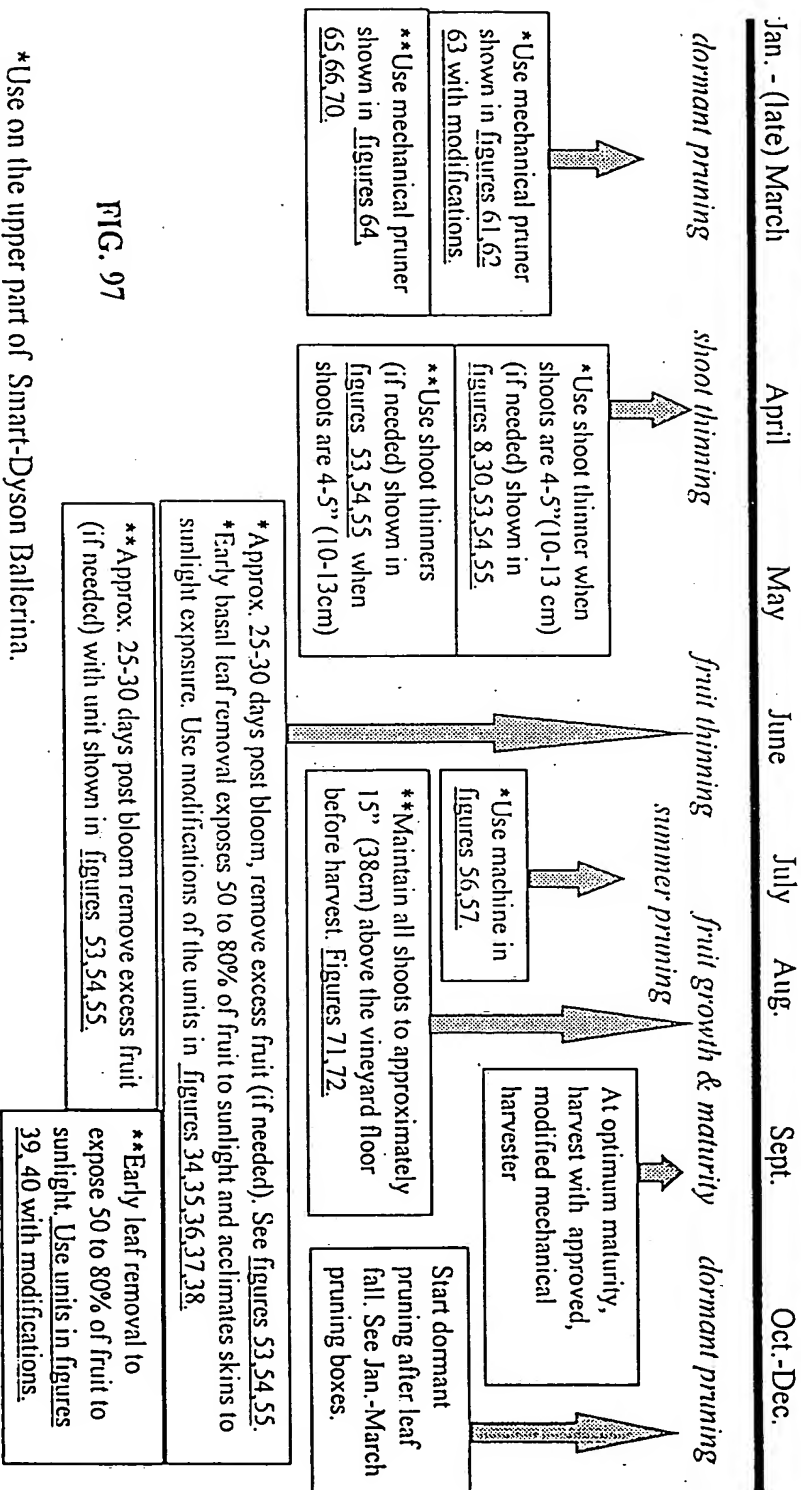 Jan. - (late) March April May June July Aug. Sept. Oct.-Dec.
dormant pruning shoot thinning fruit thinning fruit growth & maturity dormant pruning
summer pruning
*Use mechanical pruner
shown in figures 61,62
63 with modifications.
**Use mechanical pruner
shown in figures 64,
65,66,70.
*Use shoot thinner when
shoots are 4-5"(10-13 cm)
(if needed) shown in
figures 8,30,53,54,55.
**Use shoot thinners
(if needed) shown in
figures 53,54,55 when
shoots are 4-5" (10-13cm)
*Use machine in
figures 56,57.
**Maintain all shoots to approximately
15" (38cm) above the vineyard floor
before harvest. Figures 71,72.
At optimum maturity,
harvest with approved,
modified mechanical
harvester
Start dormant
pruning after leaf
fall. See Jan.-March
pruning boxes.
*Approx. 25-30 days post bloom, remove excess fruit (if needed). See figures 53,54,55.
*Early basal leaf removal exposes 50 to 80% of fruit to sunlight and acclimates skins to
sunlight exposure. Use modifications of the units in figures 34,35,36,37,38.
**Approx. 25-30 days post bloom remove excess fruit
(if needed) with unit shown in figures 53,54,55.
**Early leaf removal to
expose 50 to 80% of fruit to
sunlight. Use units in figures
39, 40 with modifications.
FIG. 97
*Use on the upper part of Smart-Dyson Ballerina.